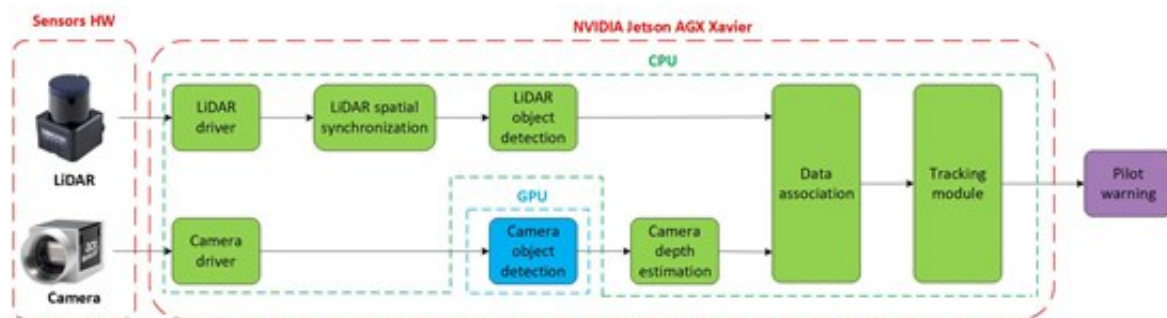 Sensors HW
NVIDIA Jetson AGX Xavier
CPU
LiDAR
driver
LiDAR spatial
synchronization
LiDAR
object
detection
LiDAR
Data
association
Tracking
module
Pilot
warning
GPU
Camera
driver
Camera
object
detection
Camera
depth
estimation
Camera